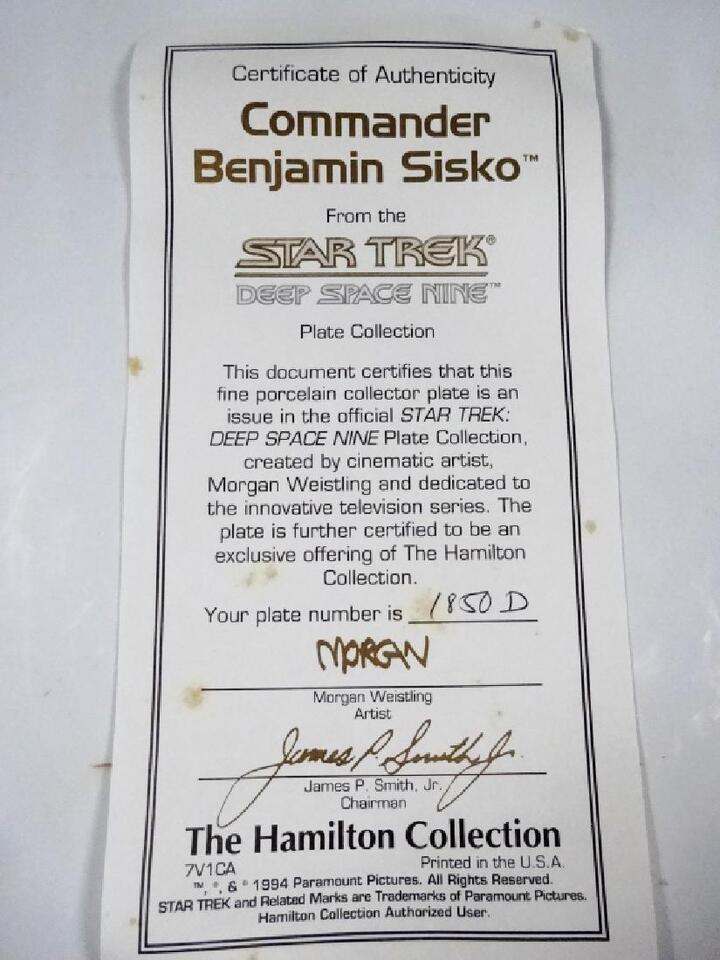 Certificate of Authenticity
Commander
Benjamin Sisko™
From the
STAR TREK®
DEEP SPACE NINE™
Plate Collection
This document certifies that this
fine porcelain collector plate is an
issue in the official STAR TREK:
DEEP SPACE NINE Plate Collection,
created by cinematic artist,
Morgan Weistling and dedicated to
the innovative television series. The
plate is further certified to be an
exclusive offering of The Hamilton
Collection.
Your plate number is 1850 D
MORGAN
Morgan Weistling
Artist
James P. Smith, Jr.
James P. Smith, Jr.
Chairman
The Hamilton Collection
7V1CA
Printed in the U.S.A.
™, ®, & © 1994 Paramount Pictures. All Rights Reserved.
STAR TREK and Related Marks are Trademarks of Paramount Pictures.
Hamilton Collection Authorized User.